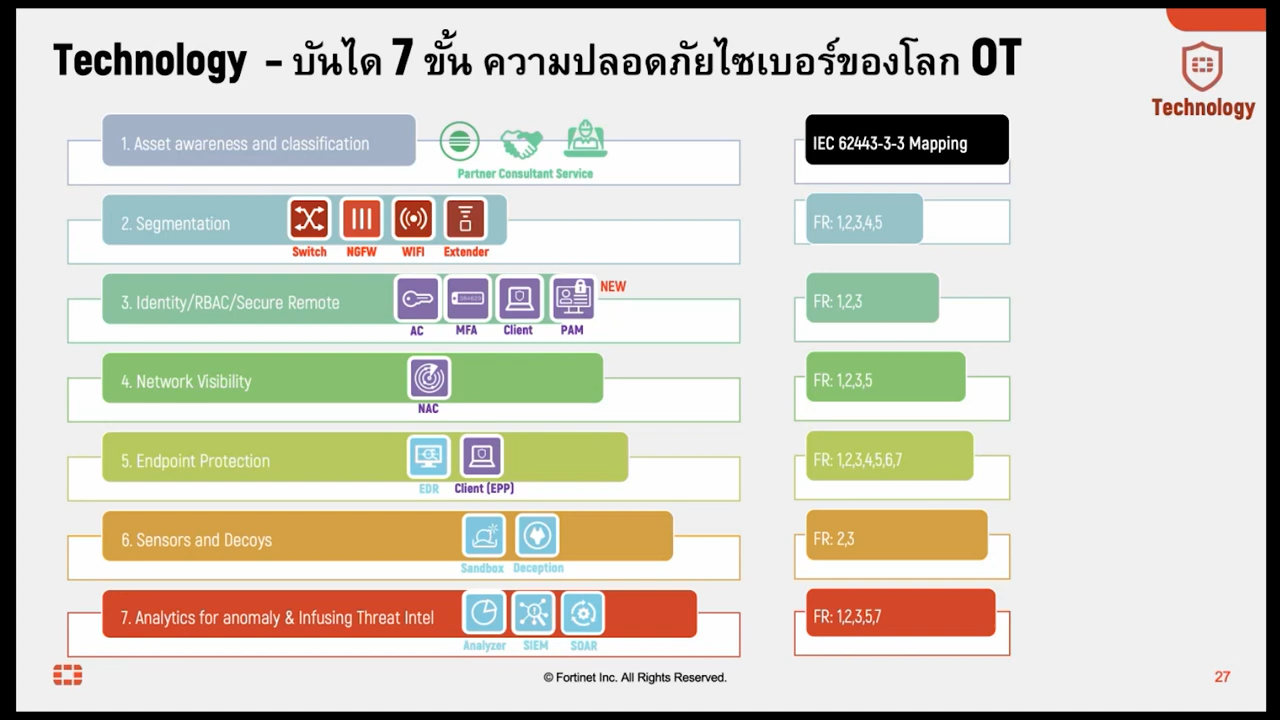 Technology - บันได 7 ขั้น ความปลอดภัยไซเบอร์ของโลก OT
Technology
1. Asset awareness and classification
Partner Consultant Service
IEC 62443-3-3 Mapping
2. Segmentation
Switch NGFW WIFI Extender
FR: 1,2,3,4,5
3. Identity/RBAC/Secure Remote
NEW
AC MFA Client PAM
FR: 1,2,3
4. Network Visibility
NAC
FR: 1,2,3,5
5. Endpoint Protection
EDR Client (EPP)
FR: 1,2,3,4,5,6,7
6. Sensors and Decoys
Sandbox Deception
FR: 2,3
7. Analytics for anomaly & Infusing Threat Intel
Analyzer SIEM SOAR
FR: 1,2,3,5,7
© Fortinet Inc. All Rights Reserved.
27